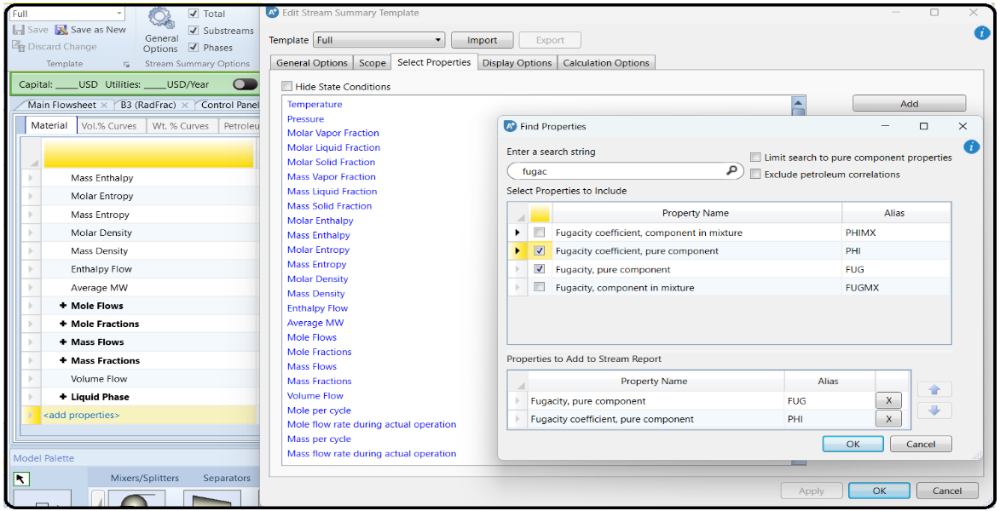 Full
Save
Save as New
Discard Change
Template
General Options
Total
Substreams
Phases
Stream Summary Options
Capital: ____USD Utilities: ____USD/Year
Main Flowsheet
B3 (RadFrac)
Control Panel
Material
Vol.% Curves
Wt. % Curves
Petroleu
Mass Enthalpy
Molar Entropy
Mass Entropy
Molar Density
Mass Density
Enthalpy Flow
Average MW
+ Mole Flows
+ Mole Fractions
+ Mass Flows
+ Mass Fractions
Volume Flow
+ Liquid Phase
<add properties>
Model Palette
Mixers/Splitters
Separators
Edit Stream Summary Template
Template Full
Import
Export
General Options
Scope
Select Properties
Display Options
Calculation Options
Hide State Conditions
Temperature
Pressure
Molar Vapor Fraction
Molar Liquid Fraction
Molar Solid Fraction
Mass Vapor Fraction
Mass Liquid Fraction
Mass Solid Fraction
Molar Enthalpy
Mass Enthalpy
Molar Entropy
Mass Entropy
Molar Density
Mass Density
Enthalpy Flow
Average MW
Mole Flows
Mole Fractions
Mass Flows
Mass Fractions
Volume Flow
Mole per cycle
Mole flow rate during actual operation
Mass per cycle
Mass flow rate during actual operation
Add
Find Properties
Enter a search string
fugac
Limit search to pure component properties
Exclude petroleum correlations
Select Properties to Include
Property Name Alias
Fugacity coefficient, component in mixture PHIMX
Fugacity coefficient, pure component PHI
Fugacity, pure component FUG
Fugacity, component in mixture FUGMX
Properties to Add to Stream Report
Property Name Alias
Fugacity, pure component FUG X
Fugacity coefficient, pure component PHI X
OK
Cancel
Apply
OK
Cancel